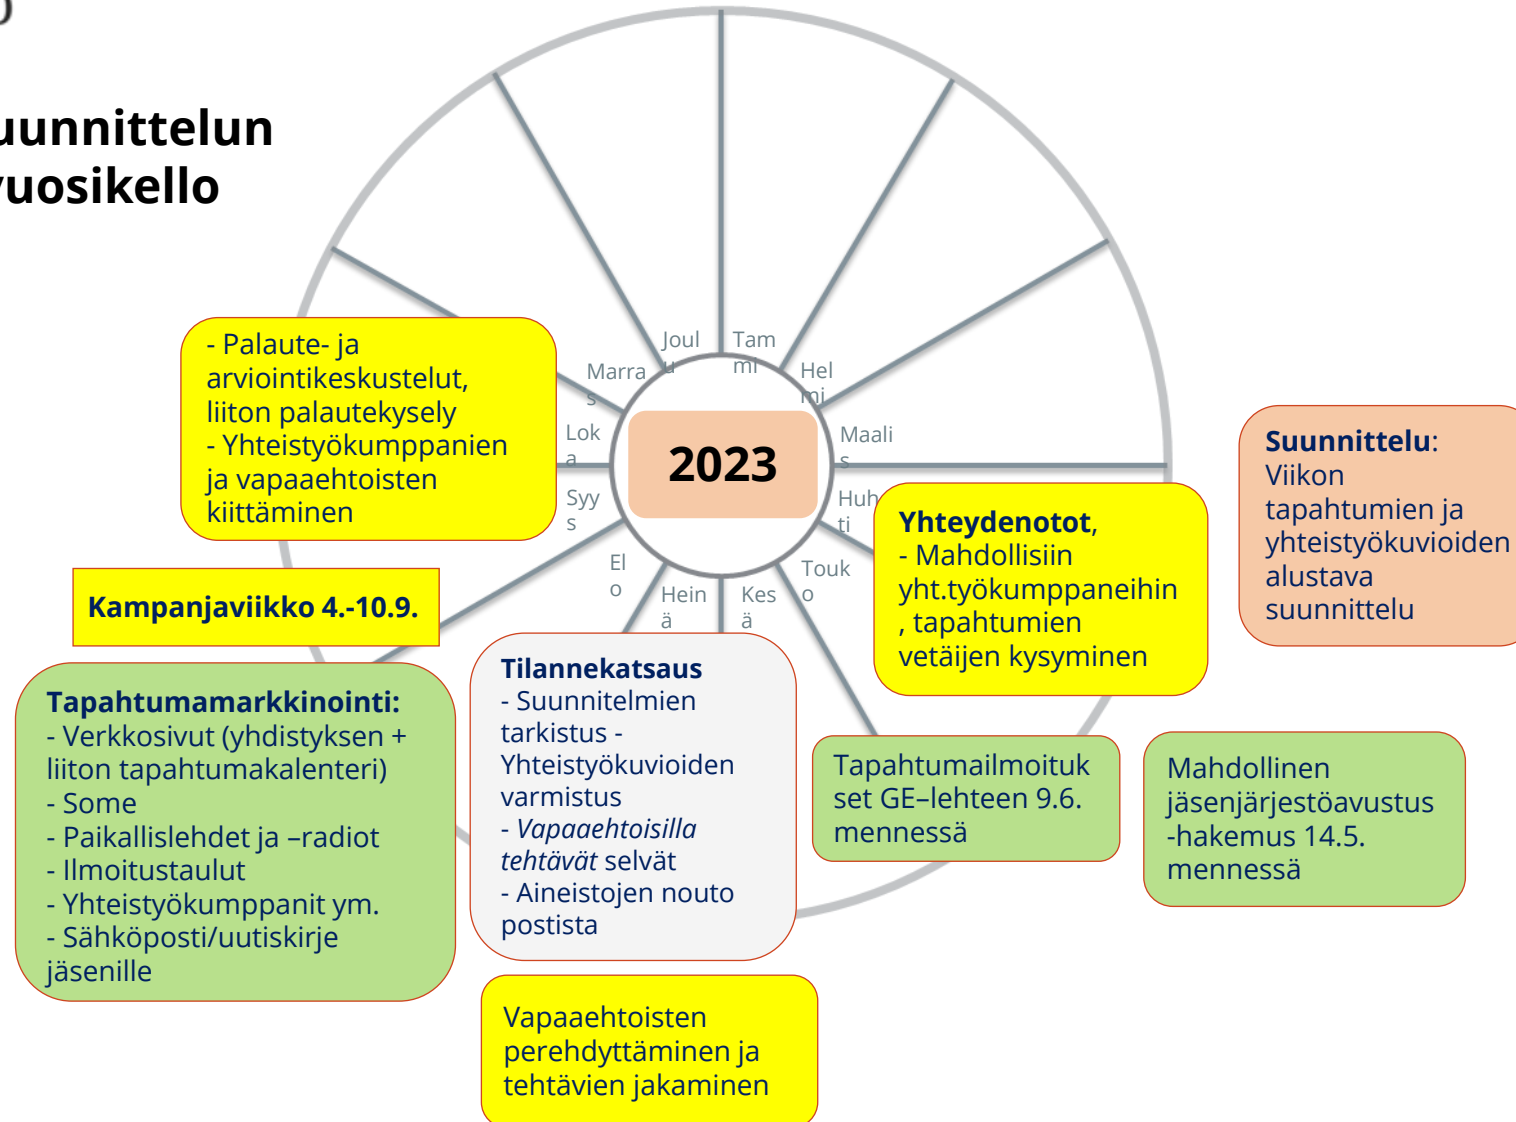 uunnittelun
vuosikello
- Palaute- ja
arviointikeskustelut,
liiton palautekysely
- Yhteistyökumppanien
ja vapaaehtoisten
kiittäminen
Joul
u
Tam
mi
Marra
s
Hel
mi
Lok
a
Maali
s
2023
Syy
s
Huh
ti
El
o
Touk
o
Hein
ä
Kes
ä
Suunnittelu:
Viikon
tapahtumien ja
yhteistyökuvioiden
alustava
suunnittelu
Yhteydenotot,
- Mahdollisiin
yht.työkumppaneihin
, tapahtumien
vetäijen kysyminen
Kampanjaviikko 4.-10.9.
Tapahtumamarkkinointi:
- Verkkosivut (yhdistyksen +
liiton tapahtumakalenteri)
- Some
- Paikallislehdet ja –radiot
- Ilmoitustaulut
- Yhteistyökumppanit ym.
- Sähköposti/uutiskirje
jäsenille
Tilannekatsaus
- Suunnitelmien
tarkistus -
Yhteistyökuvioiden
varmistus
- Vapaaehtoisilla
tehtävät selvät
- Aineistojen nouto
postista
Tapahtumailmoituk
set GE–lehteen 9.6.
mennessä
Mahdollinen
jäsenjärjestöavustus
-hakemus 14.5.
mennessä
Vapaaehtoisten
perehdyttäminen ja
tehtävien jakaminen